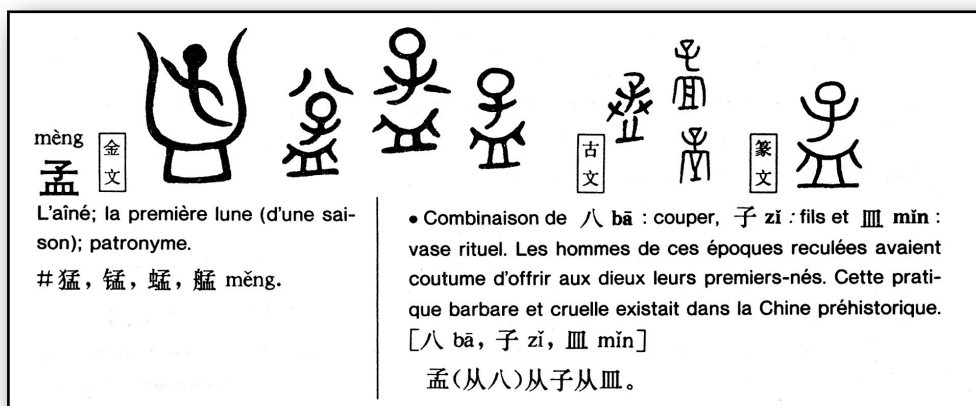 mèng
孟
金文
古文
篆文
L'aîné; la première lune (d'une sai-
son); patronyme.
#猛，锰，蜢，艋 měng.
• Combinaison de 八 bā : couper, 子 zǐ : fils et 皿 mǐn :
vase rituel. Les hommes de ces époques reculées avaient
coutume d'offrir aux dieux leurs premiers-nés. Cette prati-
que barbare et cruelle existait dans la Chine préhistorique.
[八 bā, 子 zǐ, 皿 mǐn]
孟(从八)从子从皿。